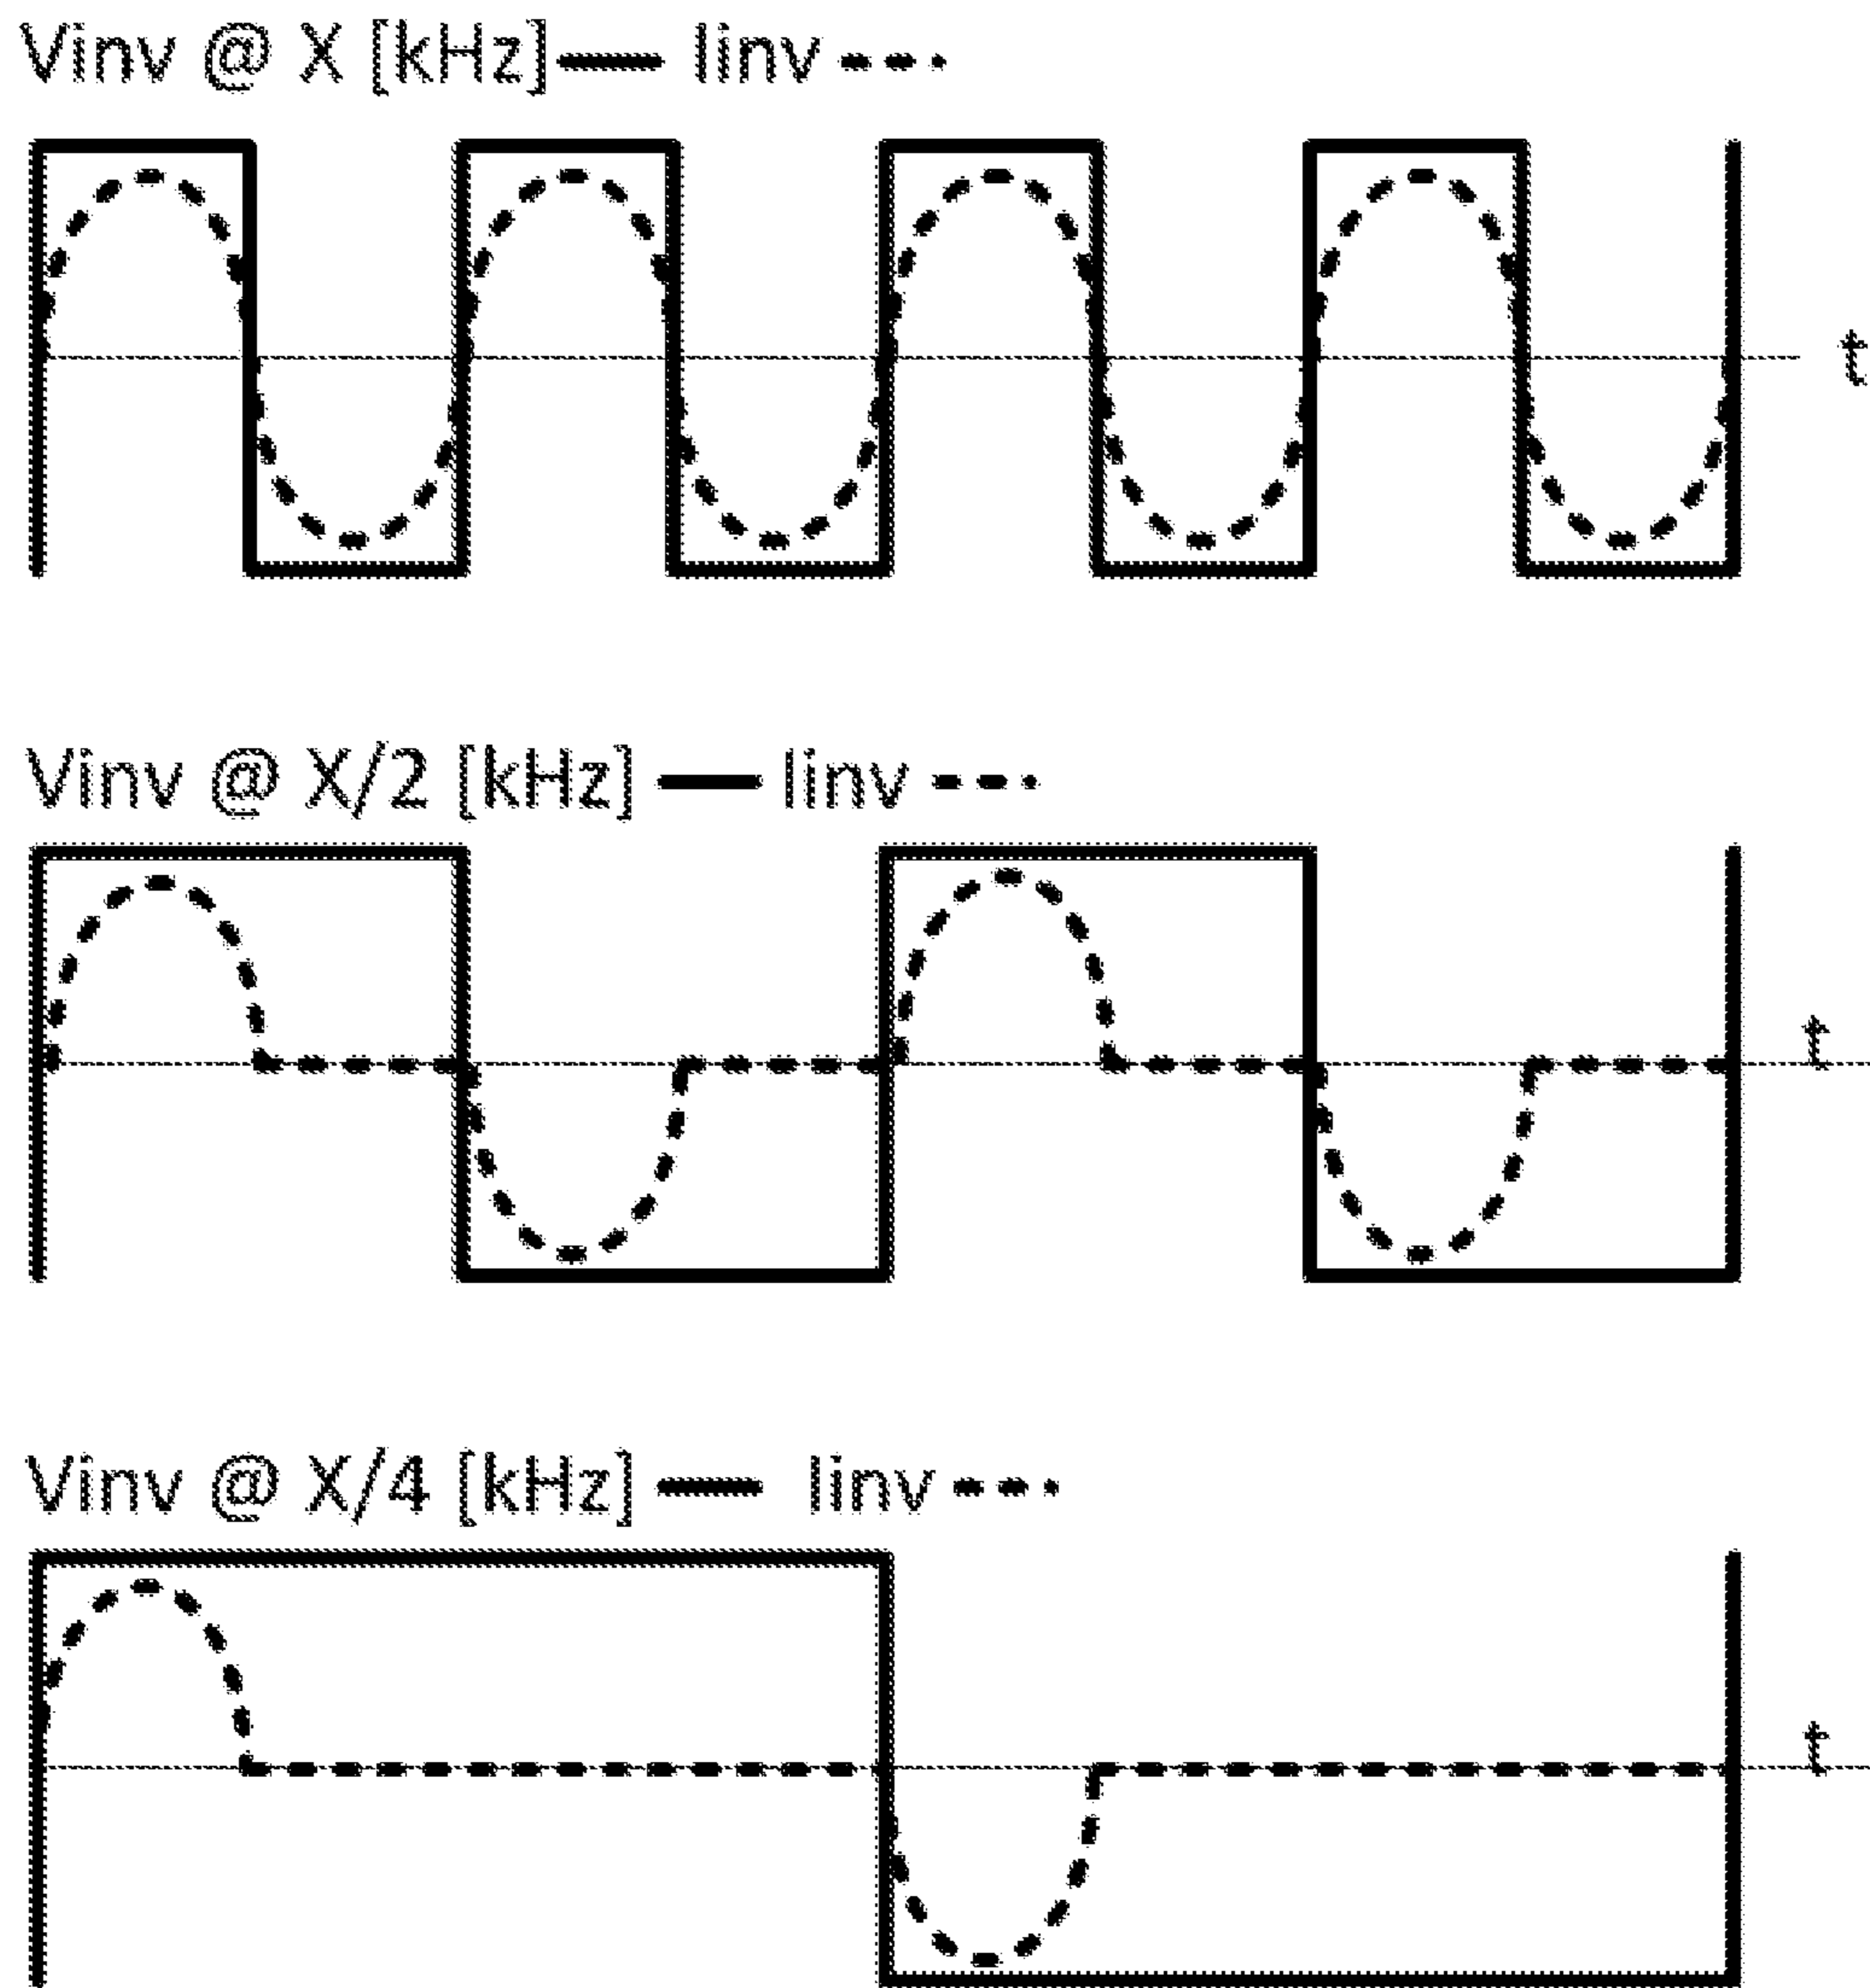 Vinv @ X [kHz] Iinv
t
Vinv @ X/2 [kHz] Iinv
t
Vinv @ X/4 [kHz] Iinv
t